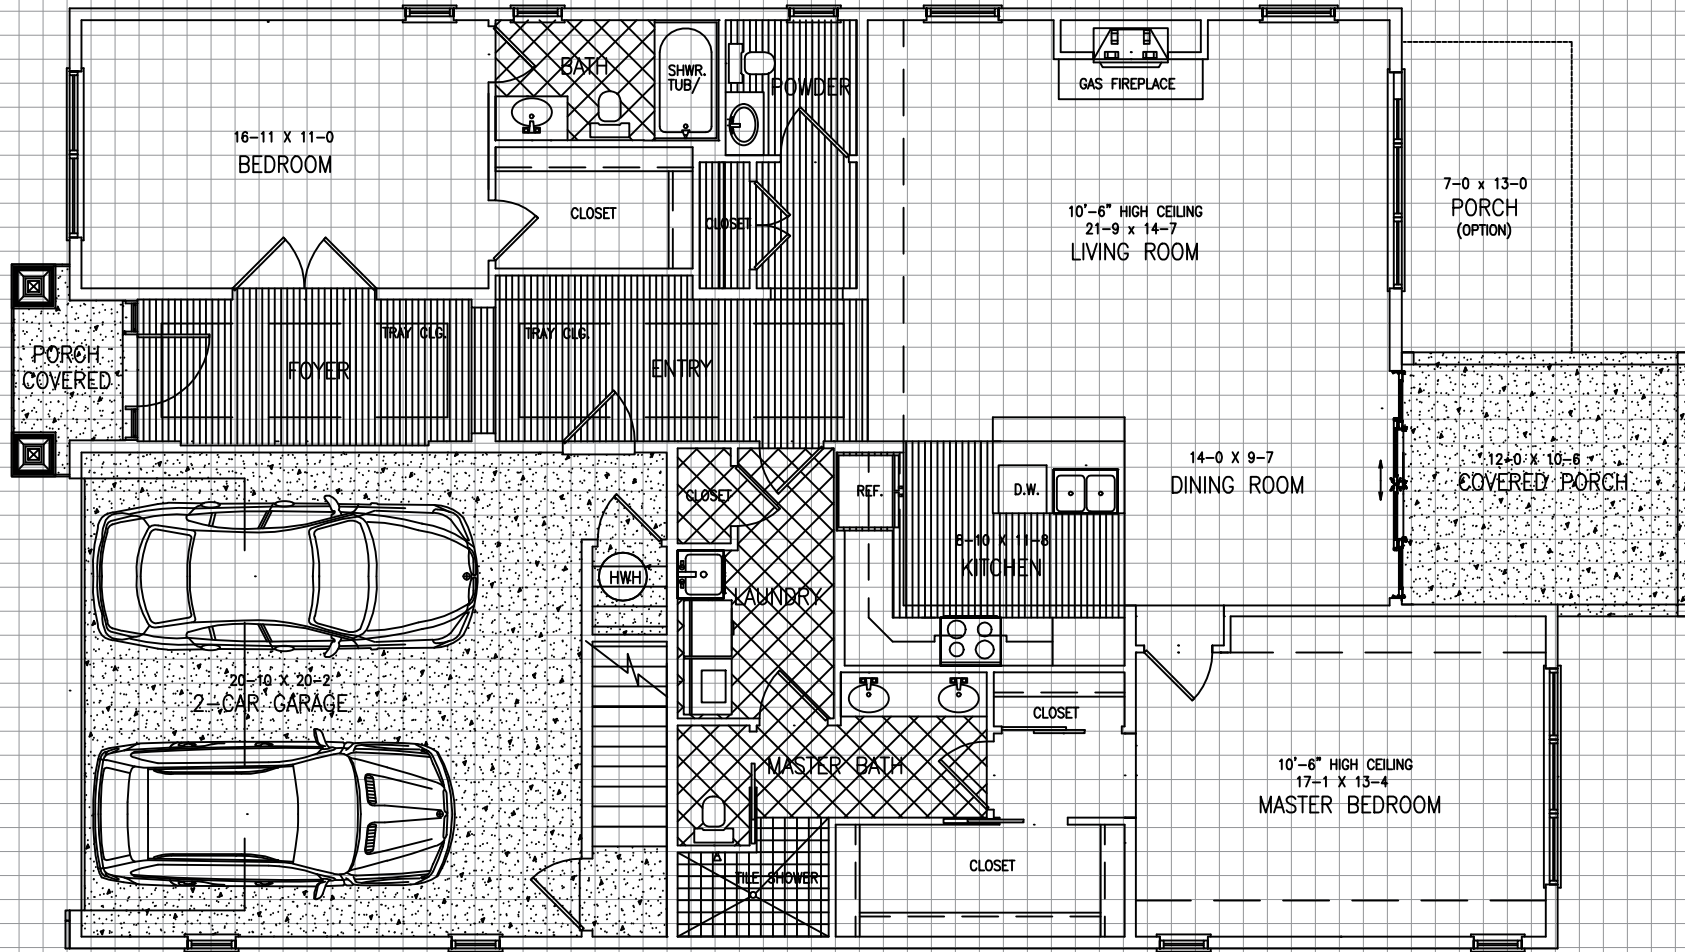 BATH
SHWR.
TUB/
POWDER
GAS FIREPLACE
16-11 X 11-0
BEDROOM
CLOSET
CLOSET
10'-6" HIGH CEILING
21-9 x 14-7
LIVING ROOM
7-0 x 13-0
PORCH
(OPTION)
PORCH
COVERED
TRAY CLG.
FOYER
TRAY CLG.
ENTRY
CLOSET
REF.
D.W.
14-0 X 9-7
DINING ROOM
12-0 X 10-6
COVERED PORCH
8-10 X 11-8
KITCHEN
HWH
LAUNDRY
20-10 X 20-2
2-CAR GARAGE
CLOSET
MASTER BATH
10'-6" HIGH CEILING
17-1 X 13-4
MASTER BEDROOM
CLOSET
TILE SHOWER